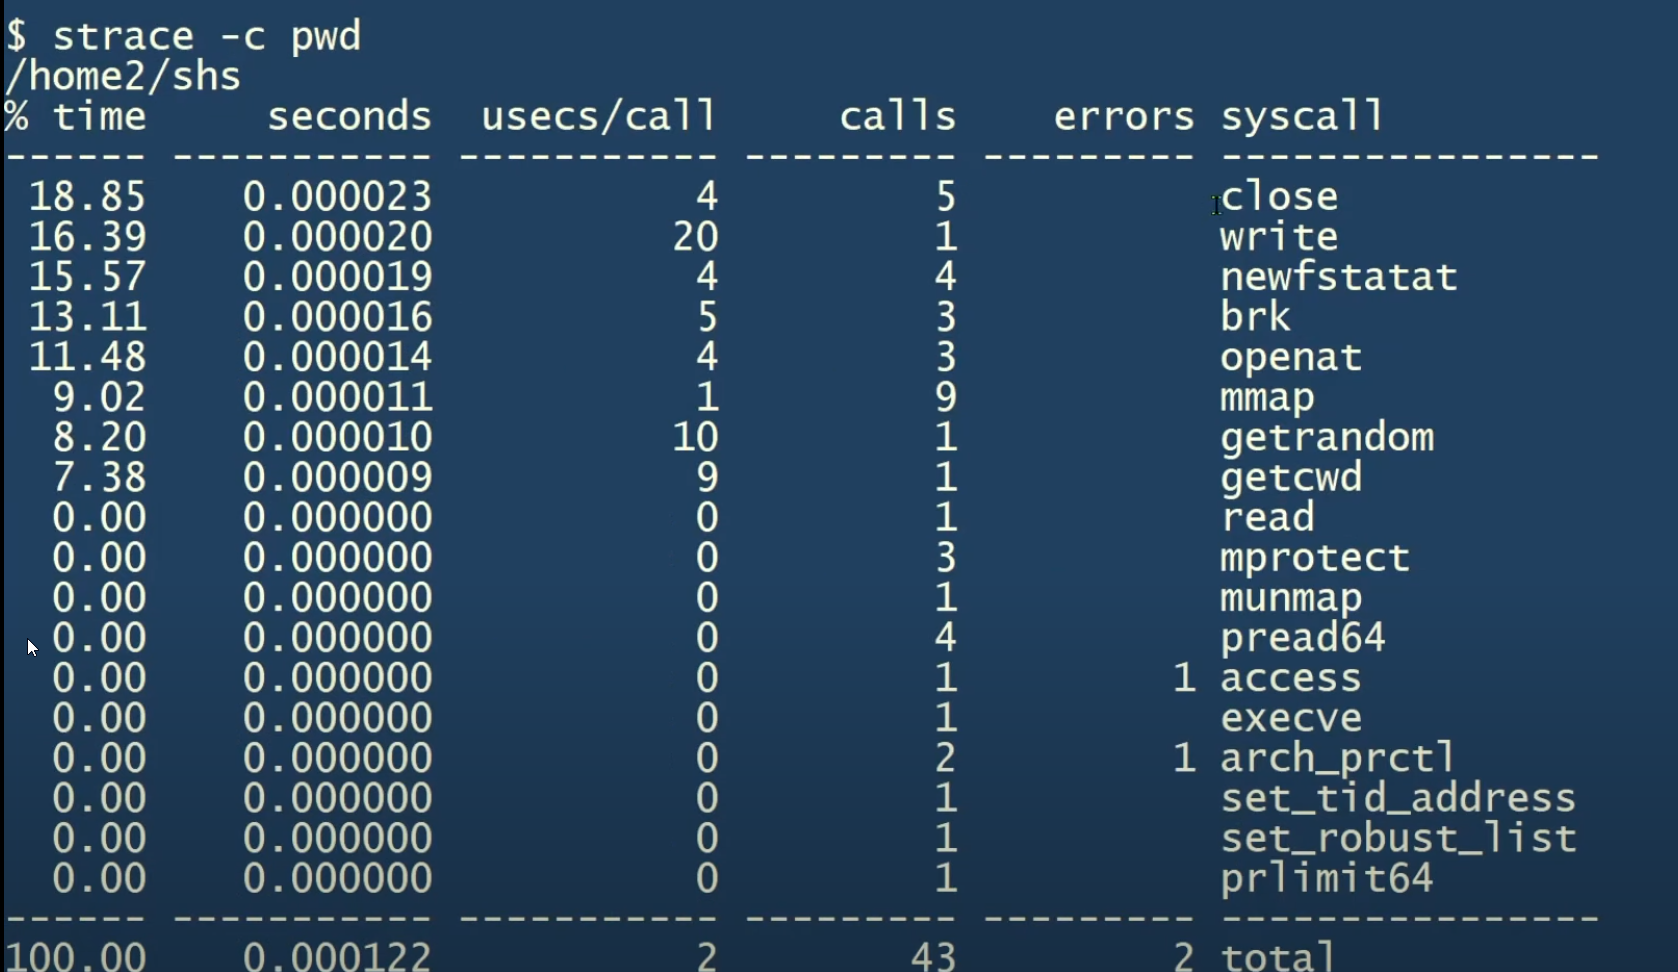 $ strace -c pwd
/home2/shs
% time     seconds  usecs/call     calls    errors syscall
------ ----------- ----------- --------- --------- ----------------
 18.85    0.000023           4         5           close
 16.39    0.000020          20         1           write
 15.57    0.000019           4         4           newfstatat
 13.11    0.000016           5         3           brk
 11.48    0.000014           4         3           openat
  9.02    0.000011           1         9           mmap
  8.20    0.000010          10         1           getrandom
  7.38    0.000009           9         1           getcwd
  0.00    0.000000           0         1           read
  0.00    0.000000           0         3           mprotect
  0.00    0.000000           0         1           munmap
  0.00    0.000000           0         4           pread64
  0.00    0.000000           0         1         1 access
  0.00    0.000000           0         1           execve
  0.00    0.000000           0         2         1 arch_prctl
  0.00    0.000000           0         1           set_tid_address
  0.00    0.000000           0         1           set_robust_list
  0.00    0.000000           0         1           prlimit64
------ ----------- ----------- --------- --------- ----------------
100.00    0.000122           2        43         2 total